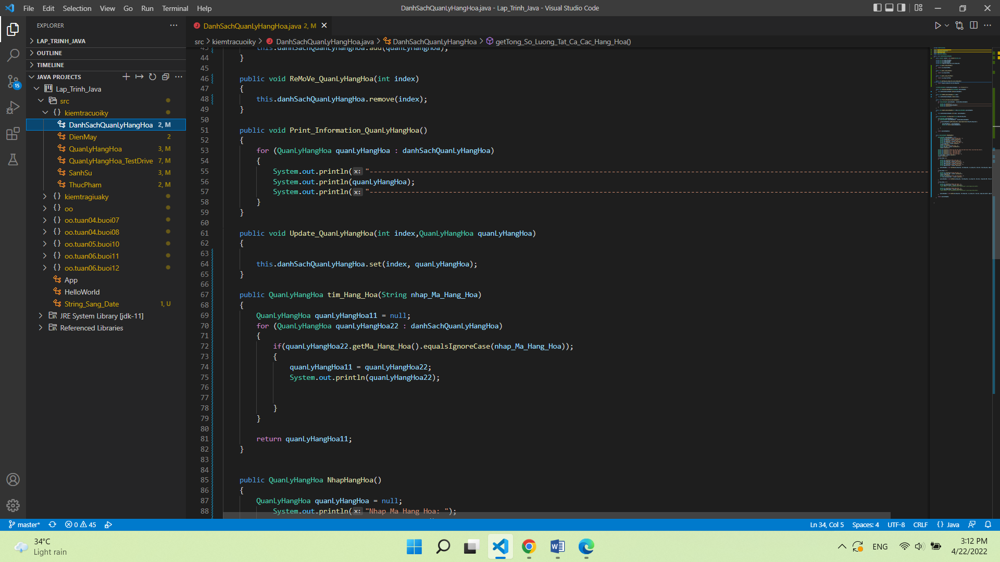 File Edit Selection View Go Run Terminal Help
DanhSachQuanLyHangHoa.java - Lap_Trinh_Java - Visual Studio Code
EXPLORER
LAP_TRINH_JAVA
OUTLINE
TIMELINE
JAVA PROJECTS
Lap_Trinh_Java
src
kiemtracuoiky
DanhSachQuanLyHangHoa 2, M
DienMay 2
QuanLyHangHoa 3, M
QuanLyHangHoa_TestDrive 7, M
SanhSu 3, M
ThucPham 2, M
kiemtragiuaky
oo
oo.tuan04.buoi07
oo.tuan04.buoi08
oo.tuan05.buoi10
oo.tuan06.buoi11
oo.tuan06.buoi12
App
HelloWorld
String_Sang_Date 1, U
JRE System Library [jdk-11]
Referenced Libraries
15
DanhSachQuanLyHangHoa.java 2, M
src > kiemtracuoiky > DanhSachQuanLyHangHoa.java > DanhSachQuanLyHangHoa > getTong_So_Luong_Tat_Ca_Cac_Hang_Hoa()
43 this.danhSachQuanLyHangHoa.add(quanLyHangHoa);
44 }
45
46 public void ReMoVe_QuanLyHangHoa(int index)
47 {
48 this.danhSachQuanLyHangHoa.remove(index);
49 }
50
51 public void Print_Information_QuanLyHangHoa()
52 {
53 for (QuanLyHangHoa quanLyHangHoa : danhSachQuanLyHangHoa)
54 {
55 System.out.println(x: "--------------------------------------------------------------------------------------------------------------------------------------
56 System.out.println(quanLyHangHoa);
57 System.out.println(x: "--------------------------------------------------------------------------------------------------------------------------------------
58 }
59 }
60
61 public void Update_QuanLyHangHoa(int index,QuanLyHangHoa quanLyHangHoa)
62 {
63
64 this.danhSachQuanLyHangHoa.set(index, quanLyHangHoa);
65 }
66
67 public QuanLyHangHoa tim_Hang_Hoa(String nhap_Ma_Hang_Hoa)
68 {
69 QuanLyHangHoa quanLyHangHoa11 = null;
70 for (QuanLyHangHoa quanLyHangHoa22 : danhSachQuanLyHangHoa)
71 {
72 if(quanLyHangHoa22.getMa_Hang_Hoa().equalsIgnoreCase(nhap_Ma_Hang_Hoa));
73 {
74 quanLyHangHoa11 = quanLyHangHoa22;
75 System.out.println(quanLyHangHoa22);
76
77
78 }
79 }
80
81 return quanLyHangHoa11;
82 }
83
84
85 public QuanLyHangHoa NhapHangHoa()
86 {
87 QuanLyHangHoa quanLyHangHoa = null;
88 System.out.println(x: "Nhap Ma Hang Hoa: ");
master* 0 45
Ln 34, Col 5 Spaces: 4 UTF-8 CRLF {} Java
34°C
Light rain
ENG
3:12 PM
4/22/2022